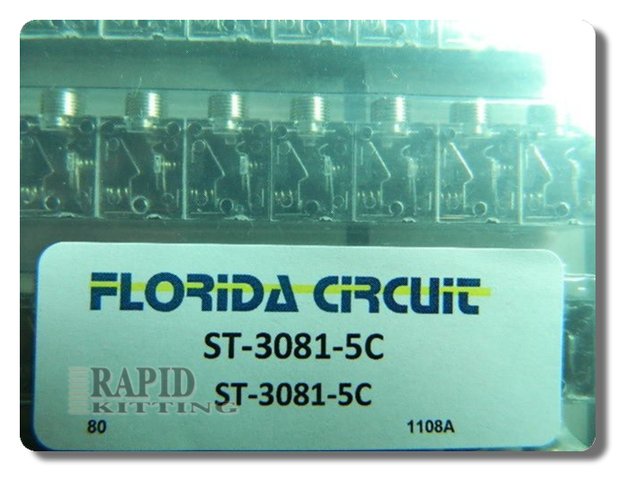 FLORIDA CIRCUIT
ST-3081-5C
RAPID
KITTING
ST-3081-5C
80 1108A